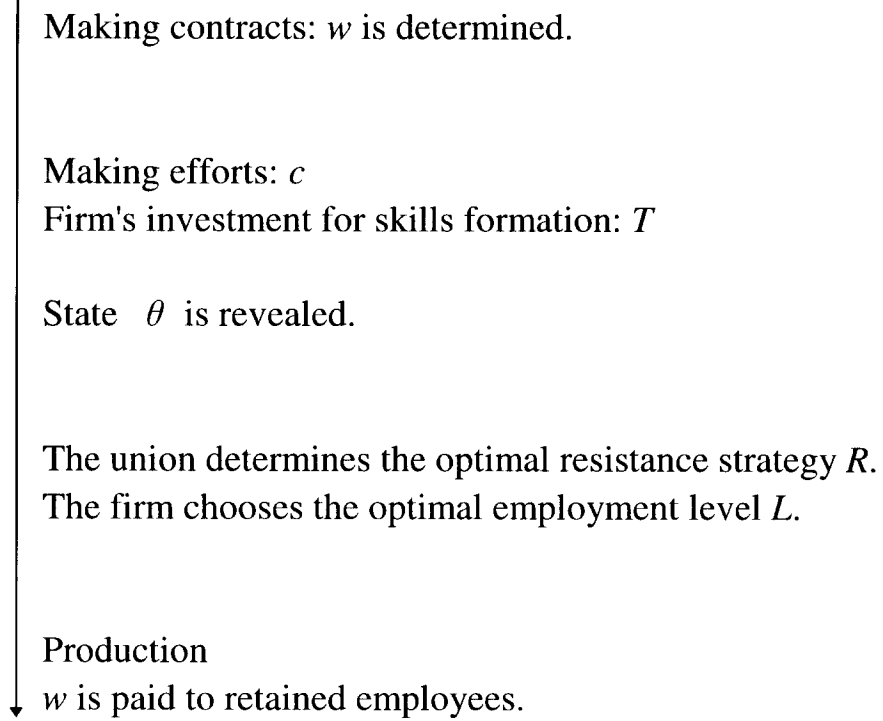 Making contracts: w is determined.
Making efforts: c
Firm's investment for skills formation: T
State θ is revealed.
The union determines the optimal resistance strategy R.
The firm chooses the optimal employment level L.
Production
w is paid to retained employees.